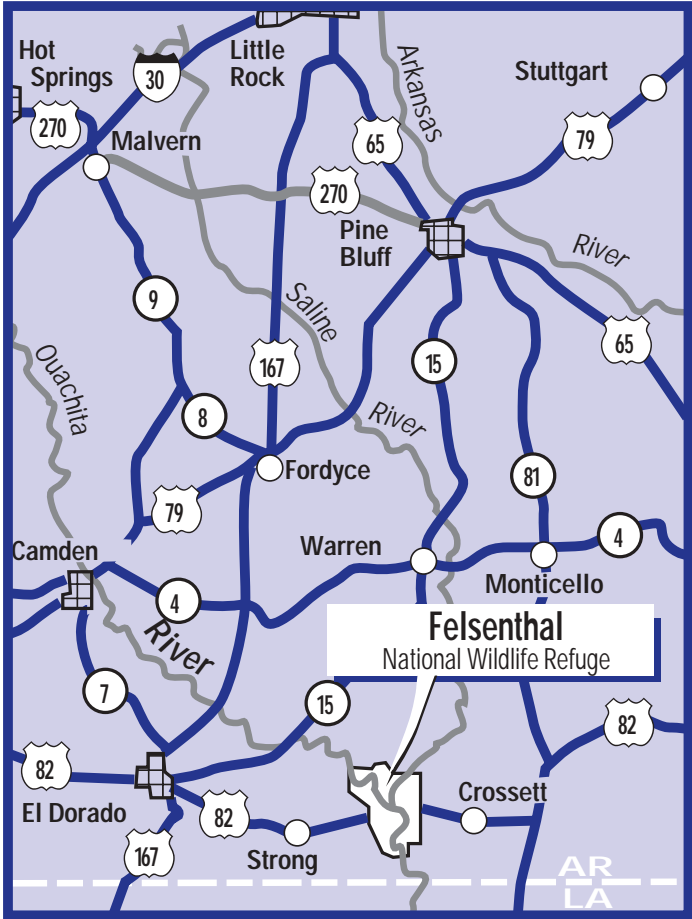 Hot
Springs
30
Little
Rock
Arkansas
Stuttgart
270
Malvern
65
79
270
Pine
Bluff
River
9
Saline
15
65
Ouachita
167
8
River
Fordyce
81
79
Camden
Warren
4
Monticello
4
River
Felsenthal
National Wildlife Refuge
7
15
82
82
El Dorado
82
Crossett
167
Strong
AR
LA